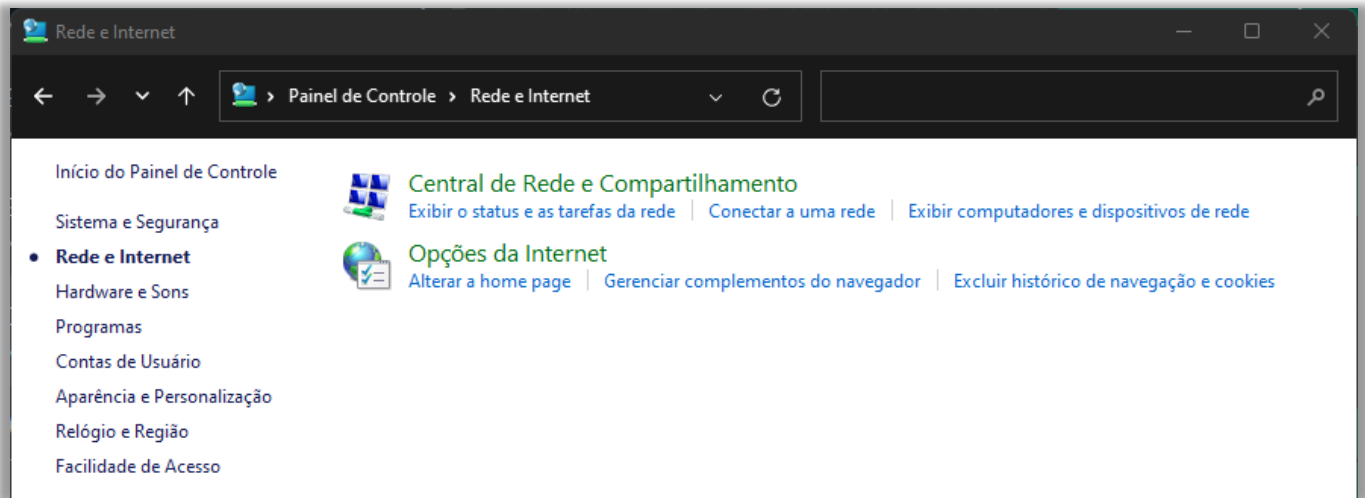 Rede e Internet
Painel de Controle › Rede e Internet
Início do Painel de Controle
Sistema e Segurança
Rede e Internet
Hardware e Sons
Programas
Contas de Usuário
Aparência e Personalização
Relógio e Região
Facilidade de Acesso
Central de Rede e Compartilhamento
Exibir o status e as tarefas da rede | Conectar a uma rede | Exibir computadores e dispositivos de rede
Opções da Internet
Alterar a home page | Gerenciar complementos do navegador | Excluir histórico de navegação e cookies